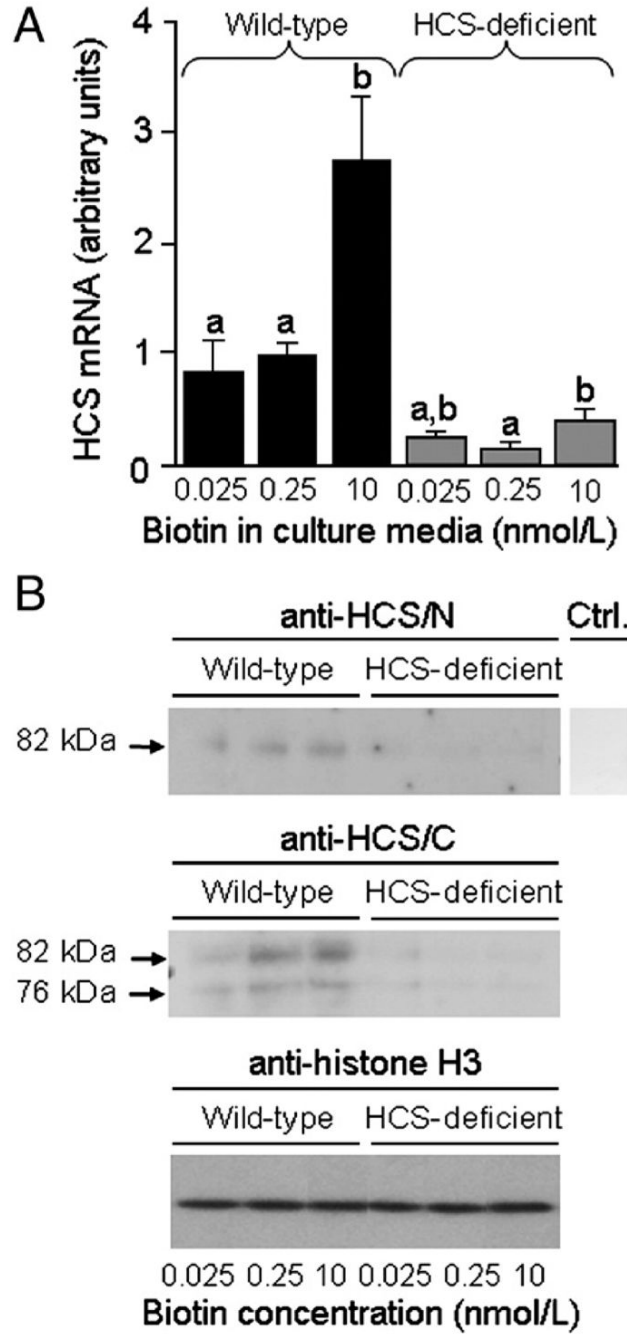 A
HCS mRNA (arbitrary units)
4
3
2
1
0
Wild-type HCS-deficient
a a b a,b a b
0.025 0.25 10 0.025 0.25 10
Biotin in culture media (nmol/L)
B
anti-HCS/N Ctrl.
Wild-type HCS-deficient
82 kDa
anti-HCS/C
Wild-type HCS-deficient
82 kDa
76 kDa
anti-histone H3
Wild-type HCS-deficient
0.025 0.25 10 0.025 0.25 10
Biotin concentration (nmol/L)